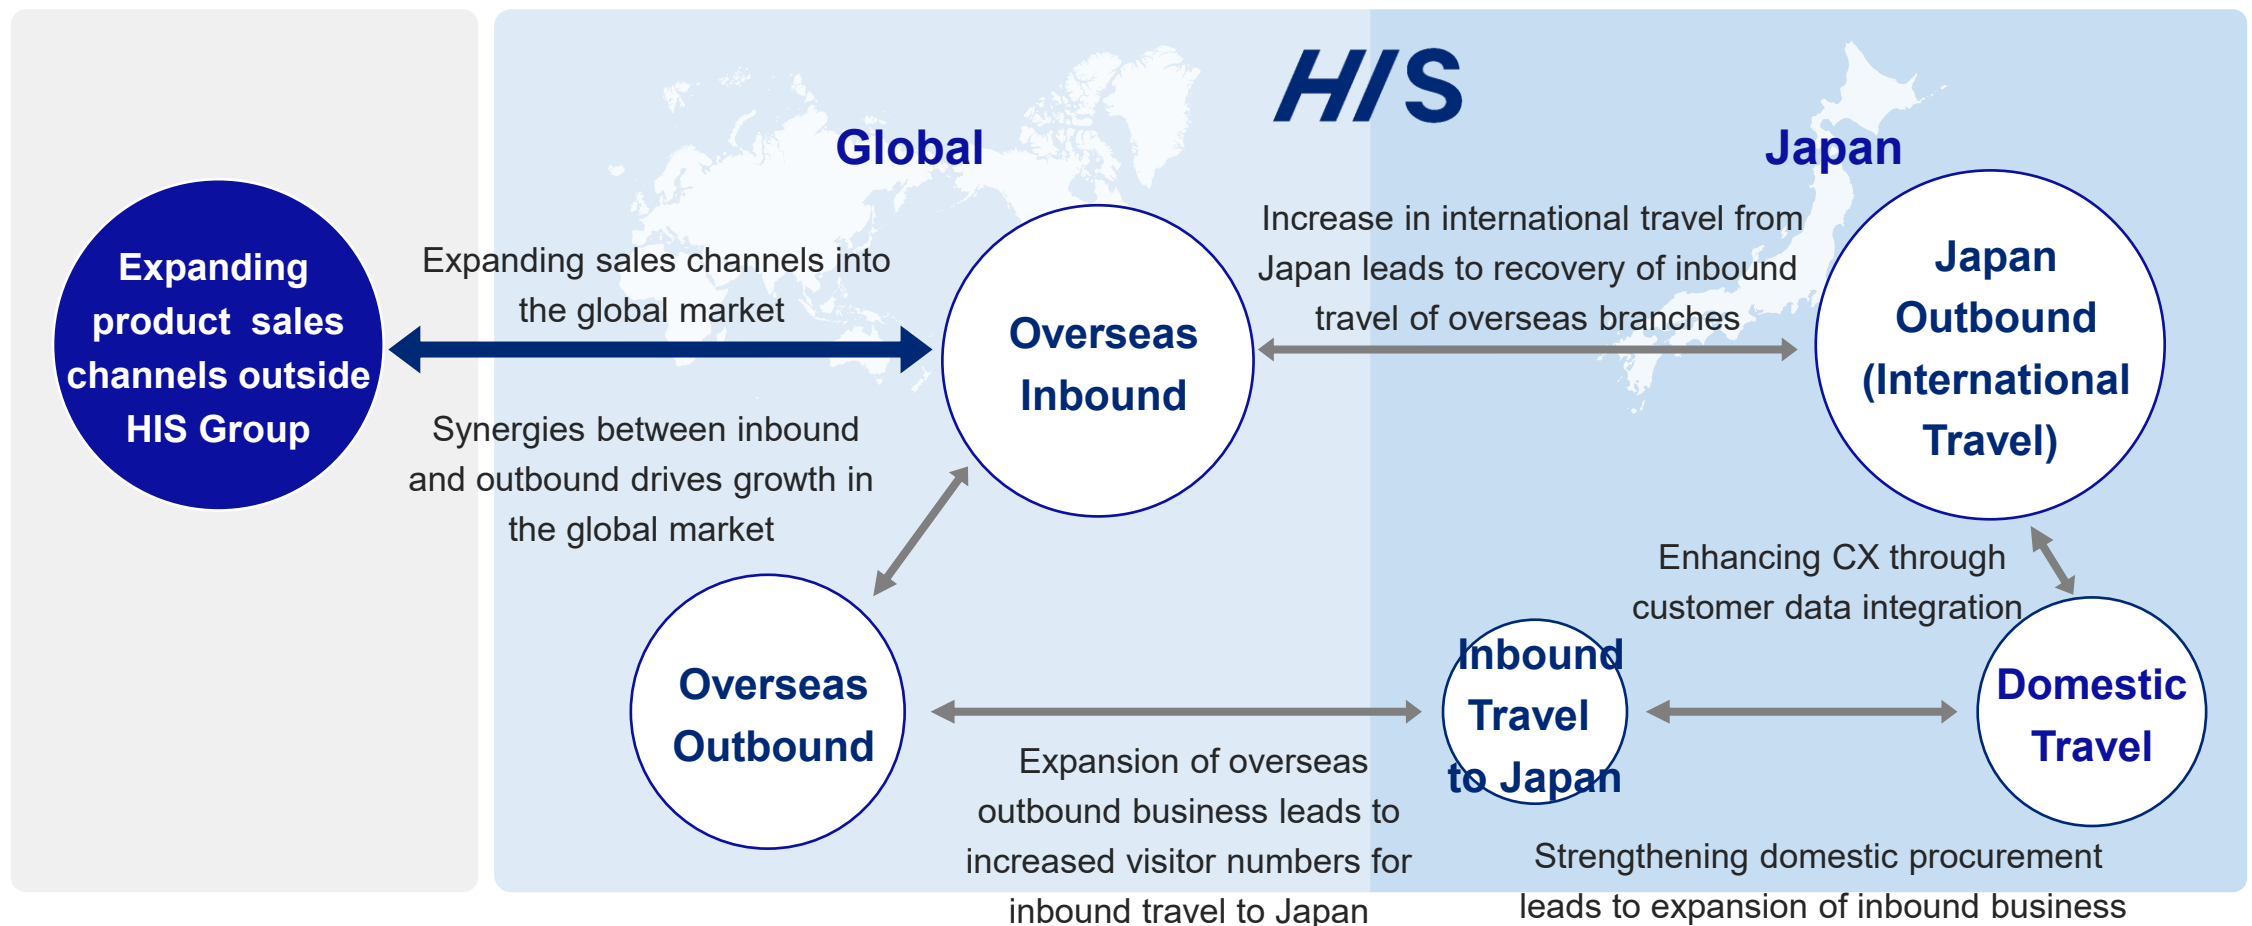 HIS
Global
Japan
Expanding
product sales
channels outside
HIS Group
Expanding sales channels into
the global market
Synergies between inbound
and outbound drives growth in
the global market
Overseas
Inbound
Increase in international travel from
Japan leads to recovery of inbound
travel of overseas branches
Japan
Outbound
(International
Travel)
Enhancing CX through
customer data integration
Overseas
Outbound
Expansion of overseas
outbound business leads to
increased visitor numbers for
inbound travel to Japan
Inbound
Travel
to Japan
Domestic
Travel
Strengthening domestic procurement
leads to expansion of inbound business